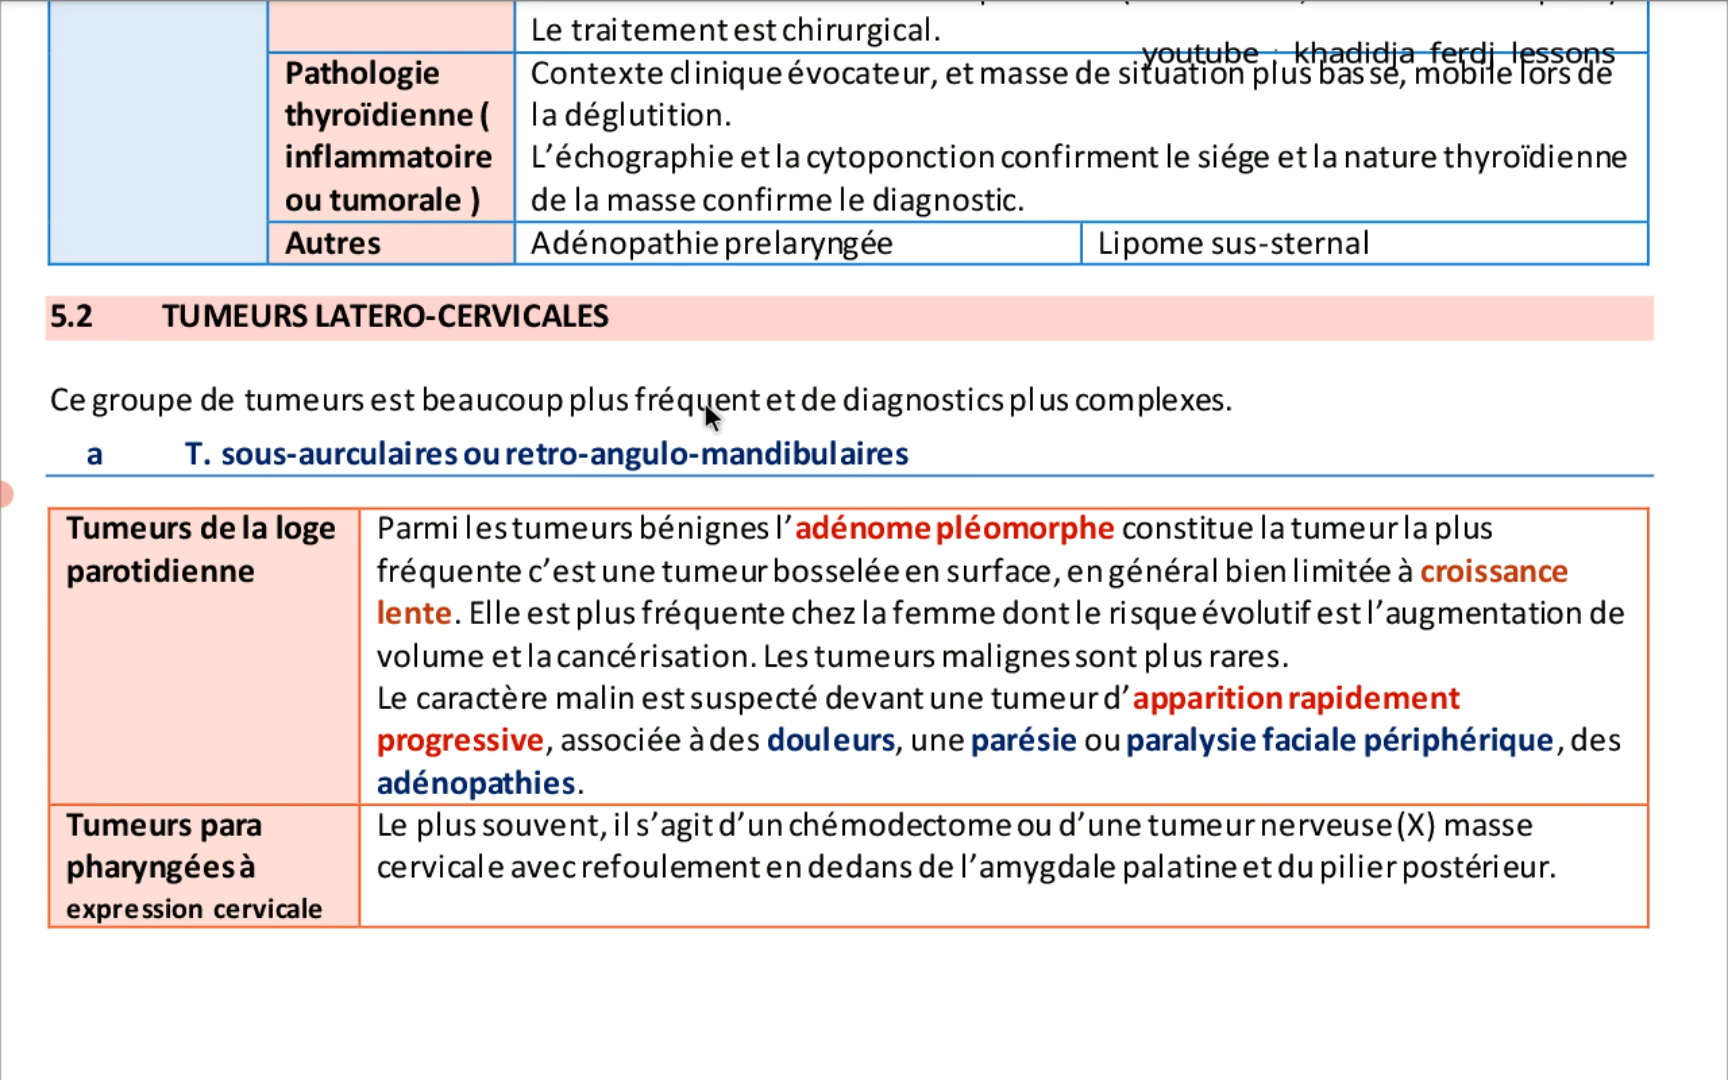 Le traitement est chirurgical.
youtube : khadidja ferdj lessons
Pathologie
thyroïdienne (
inflammatoire
ou tumorale )
Contexte clinique évocateur, et masse de situation plus basse, mobile lors de
la déglutition.
L’échographie et la cytoponction confirment le siége et la nature thyroïdienne
de la masse confirme le diagnostic.
Autres
Adénopathie prelaryngée
Lipome sus-sternal
5.2 TUMEURS LATERO-CERVICALES
Ce groupe de tumeurs est beaucoup plus fréquent et de diagnostics plus complexes.
a T. sous-aurculaires ou retro-angulo-mandibulaires
Tumeurs de la loge
parotidienne
Parmi les tumeurs bénignes l’adénome pléomorphe constitue la tumeur la plus
fréquente c’est une tumeur bosselée en surface, en général bien limitée à croissance
lente. Elle est plus fréquente chez la femme dont le risque évolutif est l’augmentation de
volume et la cancérisation. Les tumeurs malignes sont plus rares.
Le caractère malin est suspecté devant une tumeur d’apparition rapidement
progressive, associée à des douleurs, une parésie ou paralysie faciale périphérique, des
adénopathies.
Tumeurs para
pharyngées à
expression cervicale
Le plus souvent, il s’agit d’un chémodectome ou d’une tumeur nerveuse (X) masse
cervicale avec refoulement en dedans de l’amygdale palatine et du pilier postérieur.